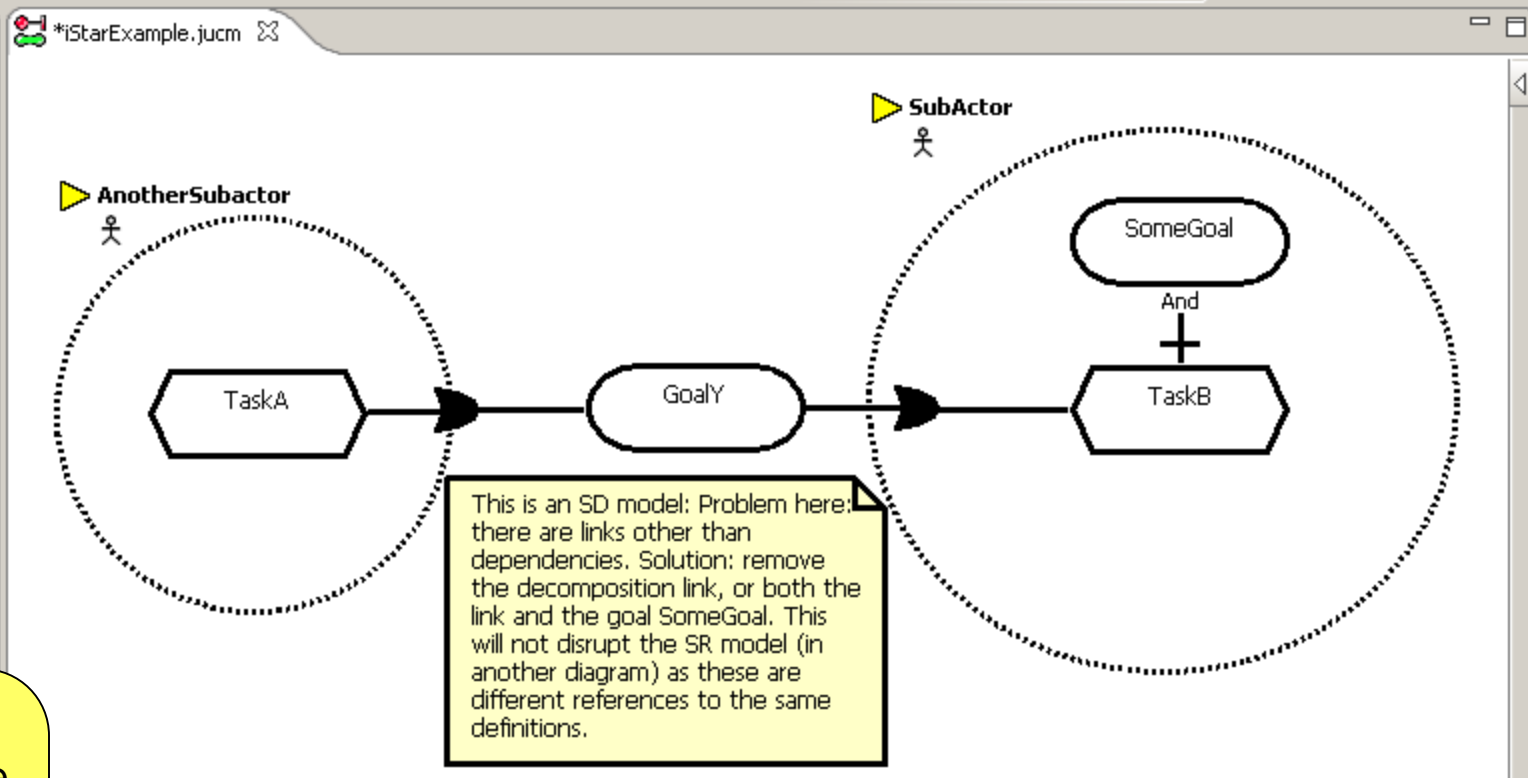 *iStarExample.jucm
SubActor
AnotherSubactor
SomeGoal
And
TaskA
GoalY
TaskB
This is an SD model: Problem here:
there are links other than
dependencies. Solution: remove
the decomposition link, or both the
link and the goal SomeGoal. This
will not disrupt the SR model (in
another diagram) as these are
different references to the same
definitions.